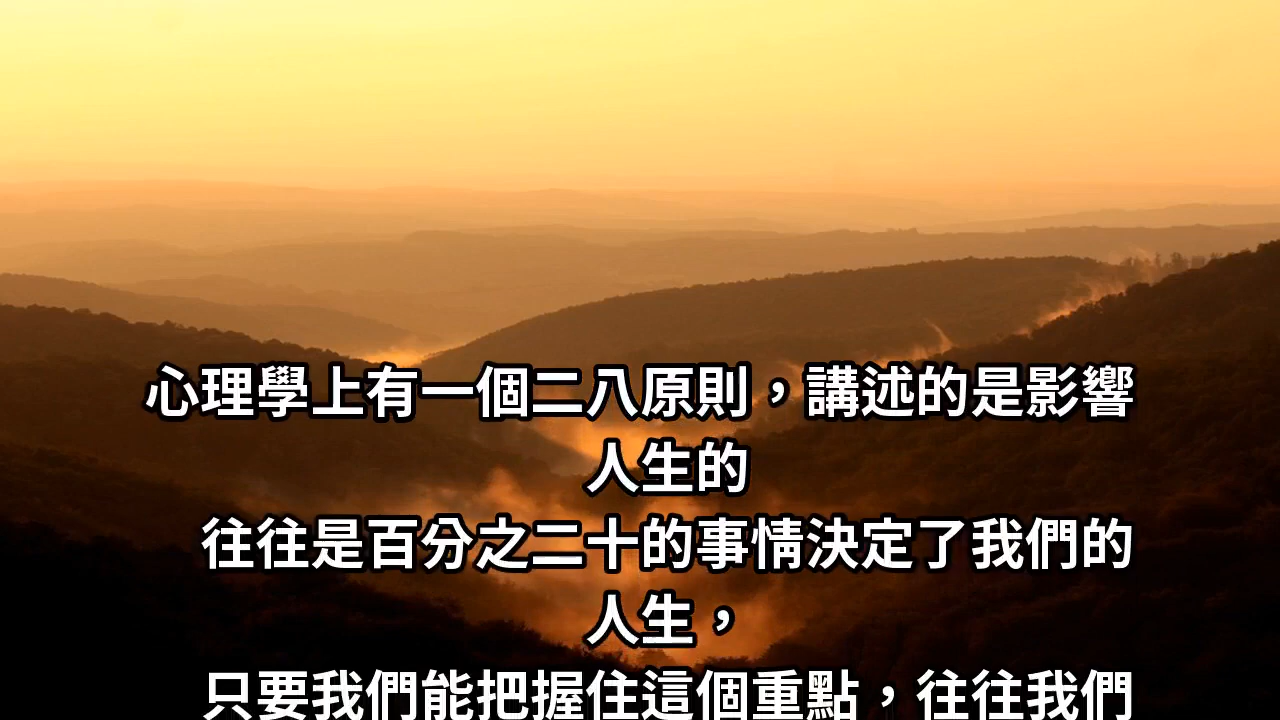 心理學上有一個二八原則，講述的是影響
人生的
往往是百分之二十的事情決定了我們的
人生，
只要我們能把握住這個重點，往往我們